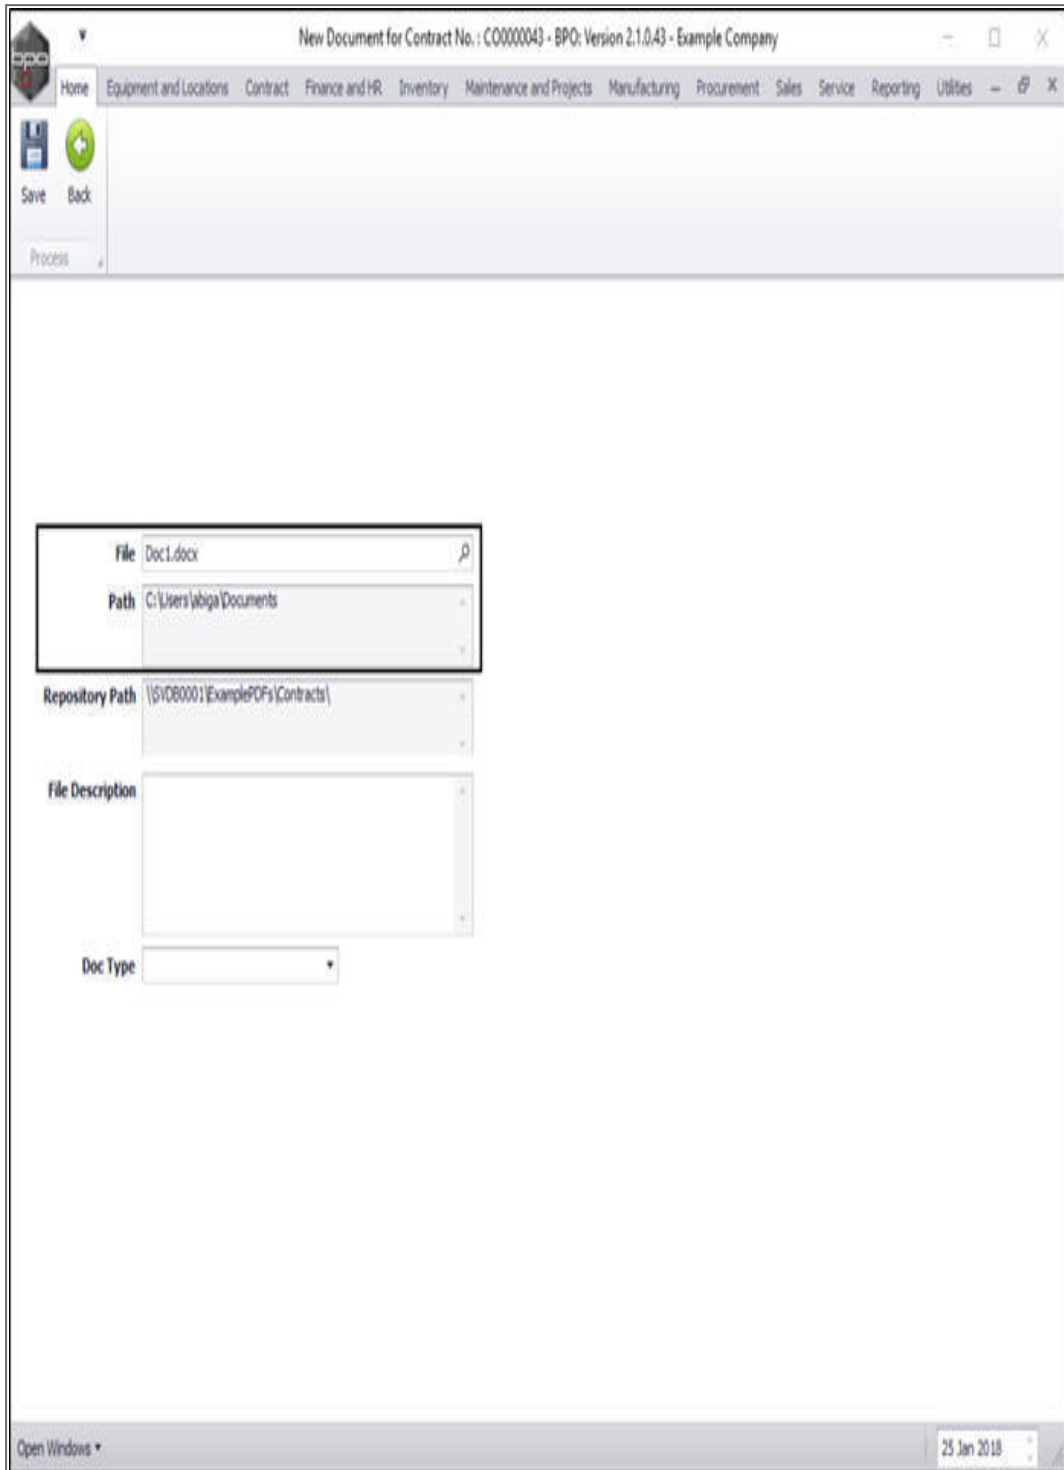 New Document for Contract No. : CO0000043 - BPO: Version 2.1.0.43 - Example Company
bpo
Home Equipment and Locations Contract Finance and HR Inventory Maintenance and Projects Manufacturing Procurement Sales Service Reporting Utilities
Save Back
Process
File Doc1.docx
Path C:\Users\abiga\Documents
Repository Path \\SVDB0001\ExamplePDFs\Contracts\
File Description
Doc Type
Open Windows 25 Jan 2018